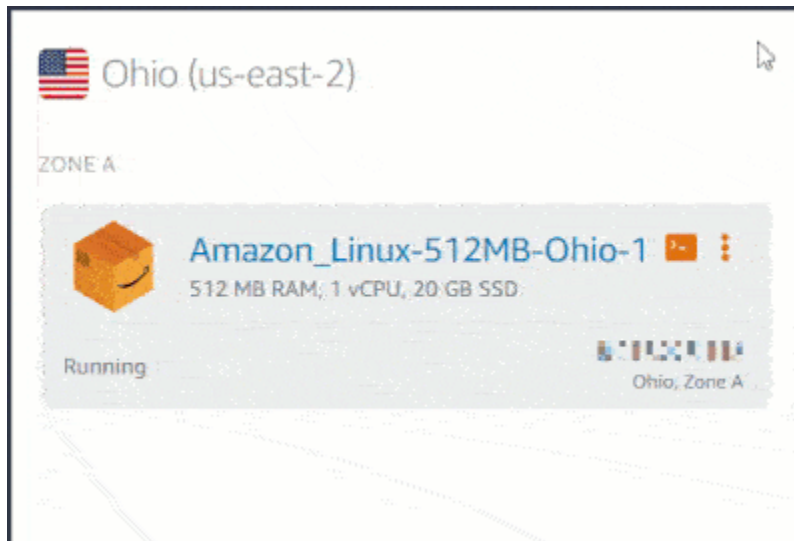 Ohio (us-east-2)
ZONE A
Amazon_Linux-512MB-Ohio-1
512 MB RAM, 1 vCPU, 20 GB SSD
Running
Ohio, Zone A